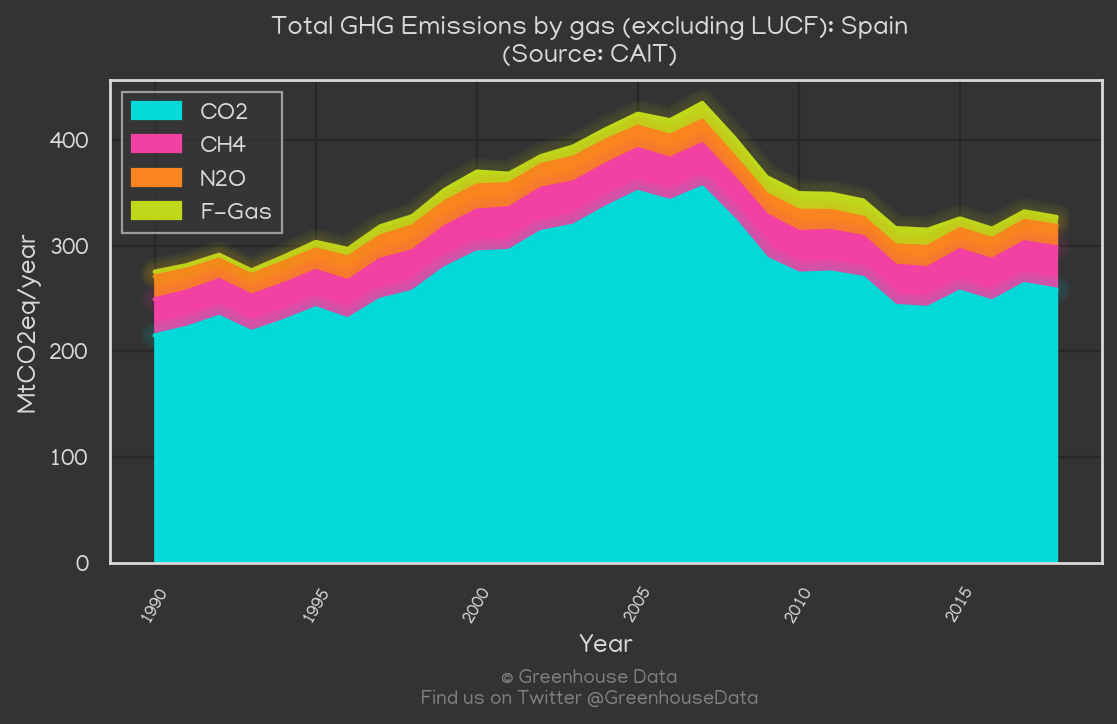 Total GHG Emissions by gas (excluding LUCF): Spain
(Source: CAIT)
CO2
CH4
N2O
F-Gas
MtCO2eq/year
400
300
200
100
0
1990
1995
2000
2005
2010
2015
Year
© Greenhouse Data
Find us on Twitter @GreenhouseData